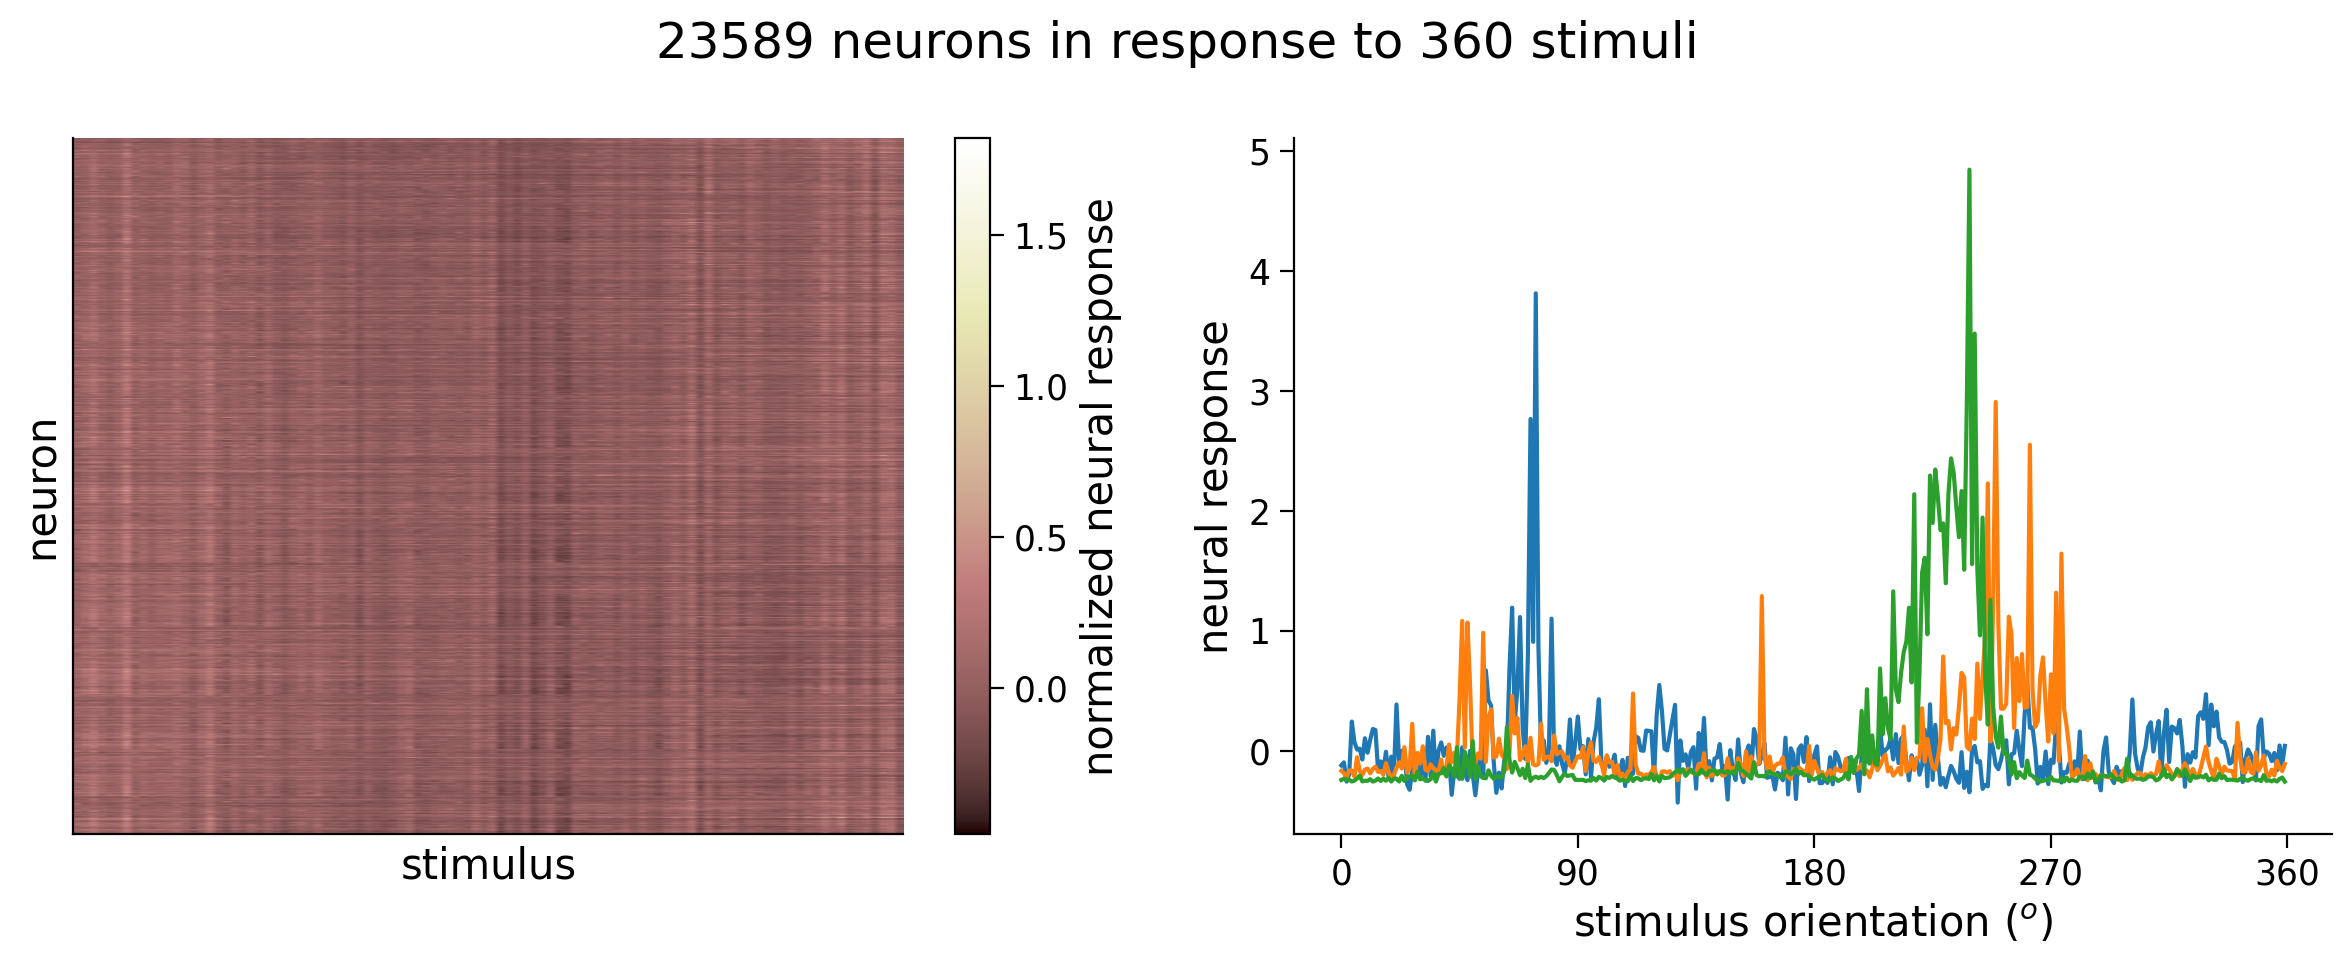 23589 neurons in response to 360 stimuli
neuron
stimulus
1.5
1.0
0.5
0.0
normalized neural response
neural response
5
4
3
2
1
0
0 90 180 270 360
stimulus orientation (°)